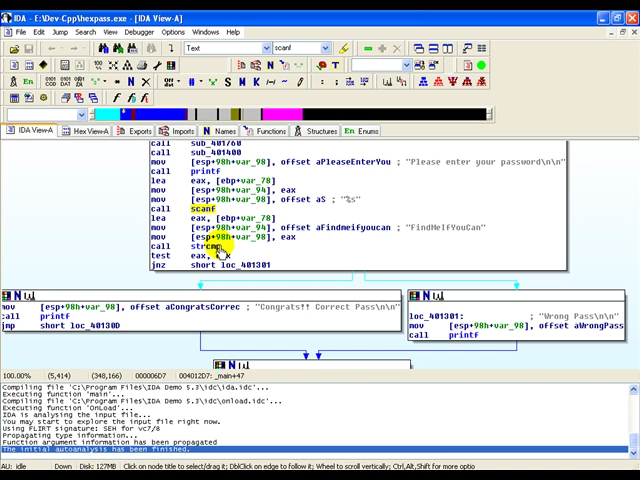 IDA - E:\Dev-Cpp\hexpass.exe - [IDA View-A]
File Edit Jump Search View Debugger Options Windows Help
Text scanf
En
IDA View-A Hex View-A Exports Imports N Names Functions Structures En Enums
call sub_401760
call sub_401400
mov [esp+98h+var_98], offset aPleaseEnterYou ; "Please enter your password\n\n"
call printf
lea eax, [ebp+var_78]
mov [esp+98h+var_94], eax
mov [esp+98h+var_98], offset aS ; "%s"
call scanf
lea eax, [ebp+var_78]
mov [esp+98h+var_94], offset aFindmeifyoucan ; "FindMeIfYouCan"
mov [esp+98h+var_98], eax
call strcmp
test eax,
jnz short loc_401301
mov [esp+98h+var_98], offset aCongratsCorrec ; "Congrats!! Correct Pass\n\n"
call printf
jmp short loc_40130D
loc_401301: ; "Wrong Pass\n\n"
mov [esp+98h+var_98], offset aWrongPass
call printf
100.00% (5,414) (348,166) 000006D7 004012D7: _main+47
Compiling file 'C:\Program Files\IDA Demo 5.3\idc\ida.idc'...
Executing function 'main'...
Compiling file 'C:\Program Files\IDA Demo 5.3\idc\onload.idc'...
Executing function 'OnLoad'...
IDA is analysing the input file...
You may start to explore the input file right now.
Using FLIRT signature: SEH for vc7/8
Propagating type information...
Function argument information has been propagated
The initial autoanalysis has been finished.
AU: idle Down Disk: 127MB Click on node title to select/drag it; DblClick on edge to follow it; Wheel to scroll vertically; Ctrl,Alt,Shift for more optio